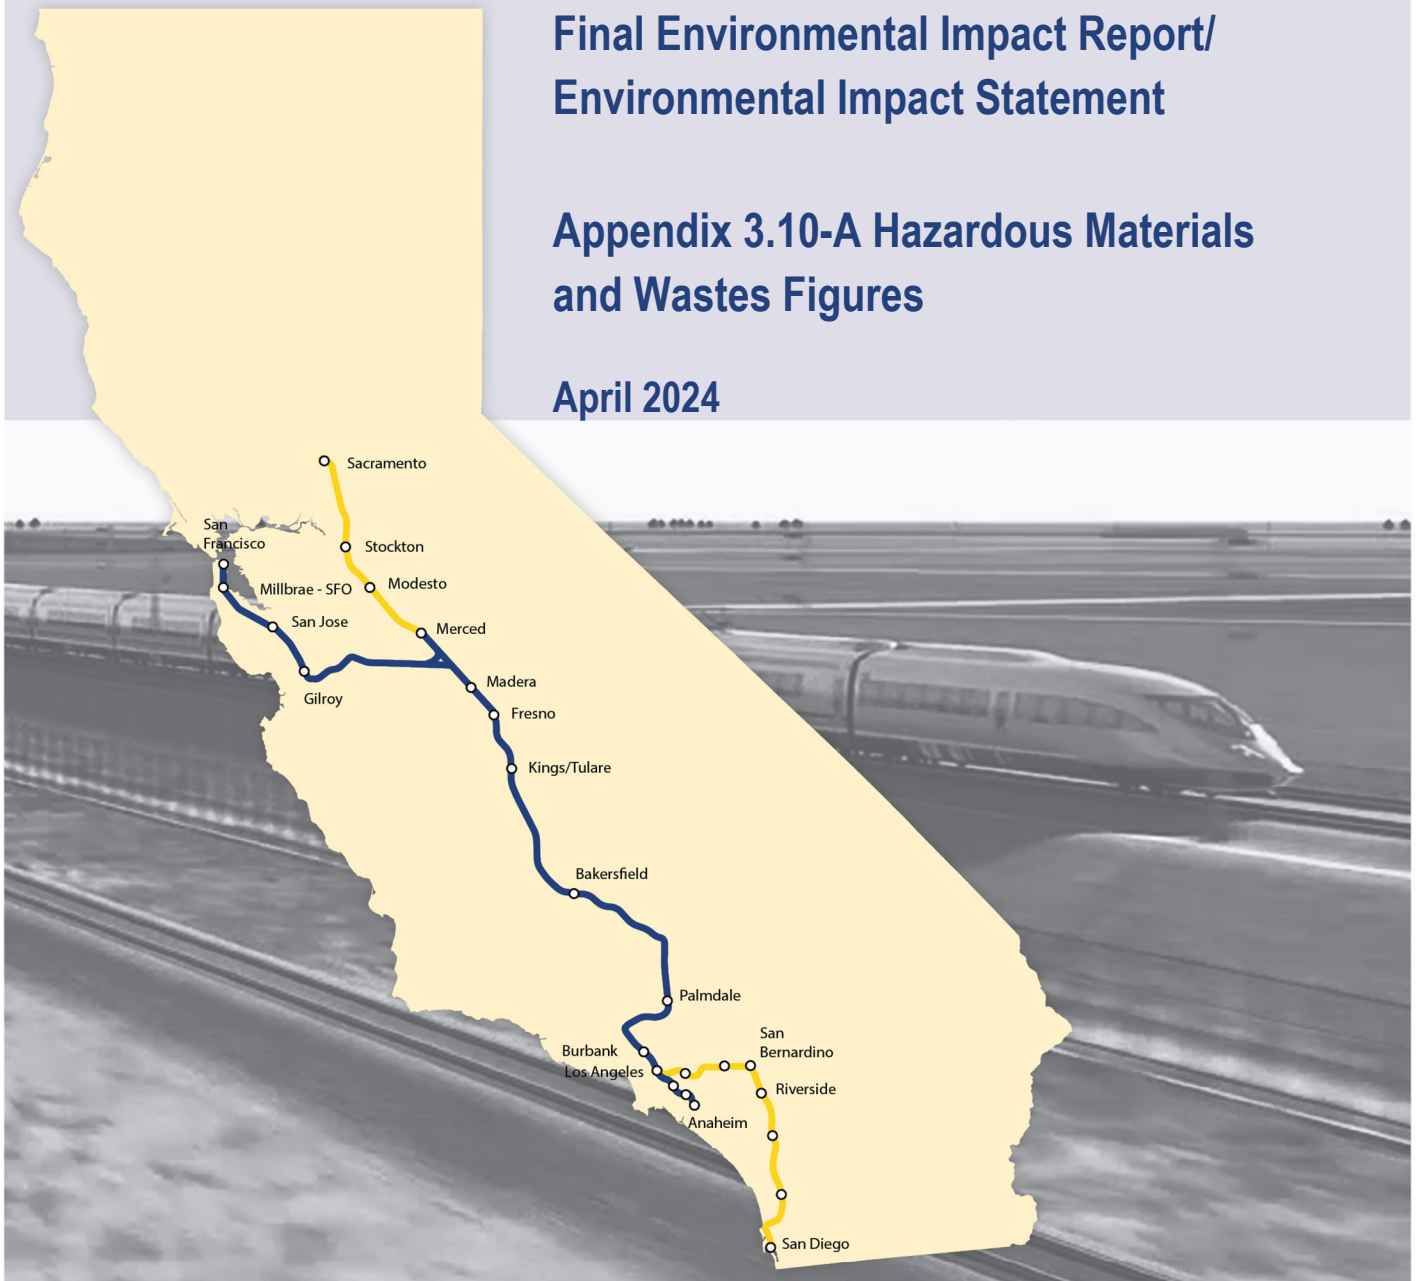 Final Environmental Impact Report/
Environmental Impact Statement
Appendix 3.10-A Hazardous Materials
and Wastes Figures
April 2024
Sacramento
San
Francisco
Stockton
Millbrae - SFO
Modesto
San Jose
Merced
Gilroy
Madera
Fresno
Kings/Tulare
Bakersfield
Palmdale
San
Bernardino
Burbank
Los Angeles
Riverside
Anaheim
San Diego